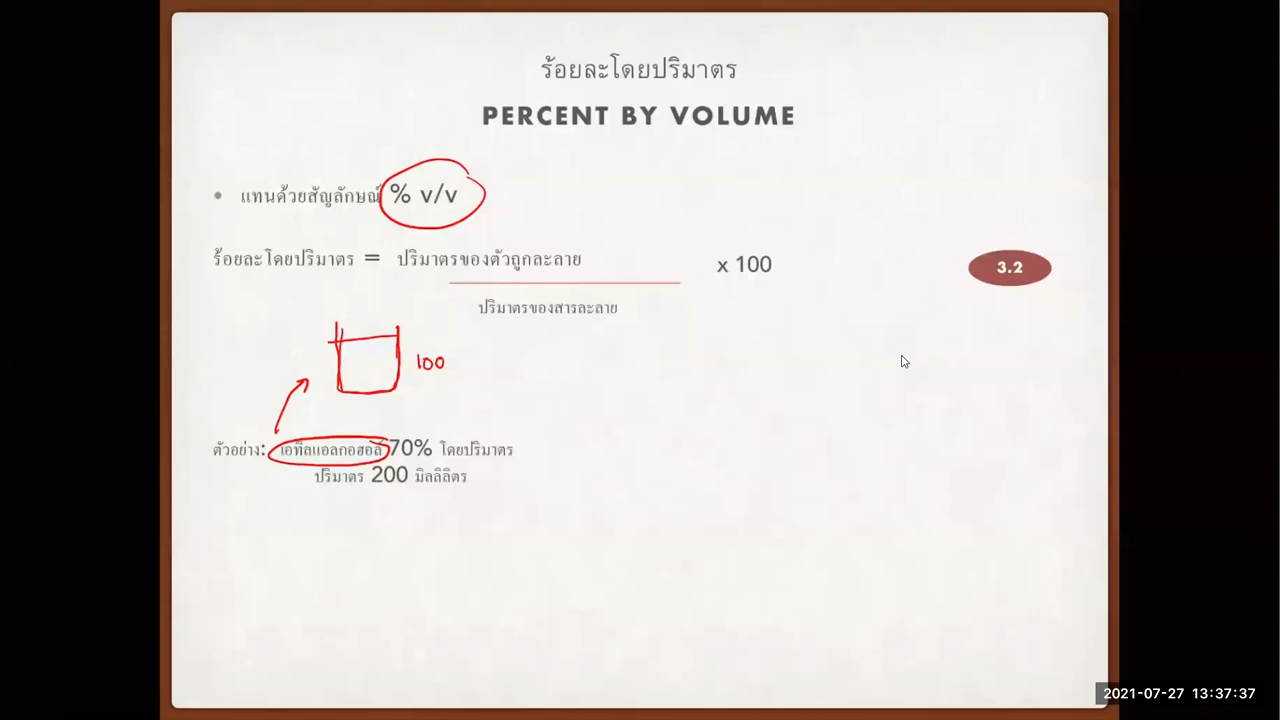 ร้อยละโดยปริมาตร
PERCENT BY VOLUME
• แทนด้วยสัญลักษณ์ % v/v
ร้อยละโดยปริมาตร = ปริมาตรของตัวถูกละลาย x 100
3.2
ปริมาตรของสารละลาย
100
ตัวอย่าง: เอทิลแอลกอฮอล์ 70% โดยปริมาตร
ปริมาตร 200 มิลลิลิตร
2021-07-27 13:37:37